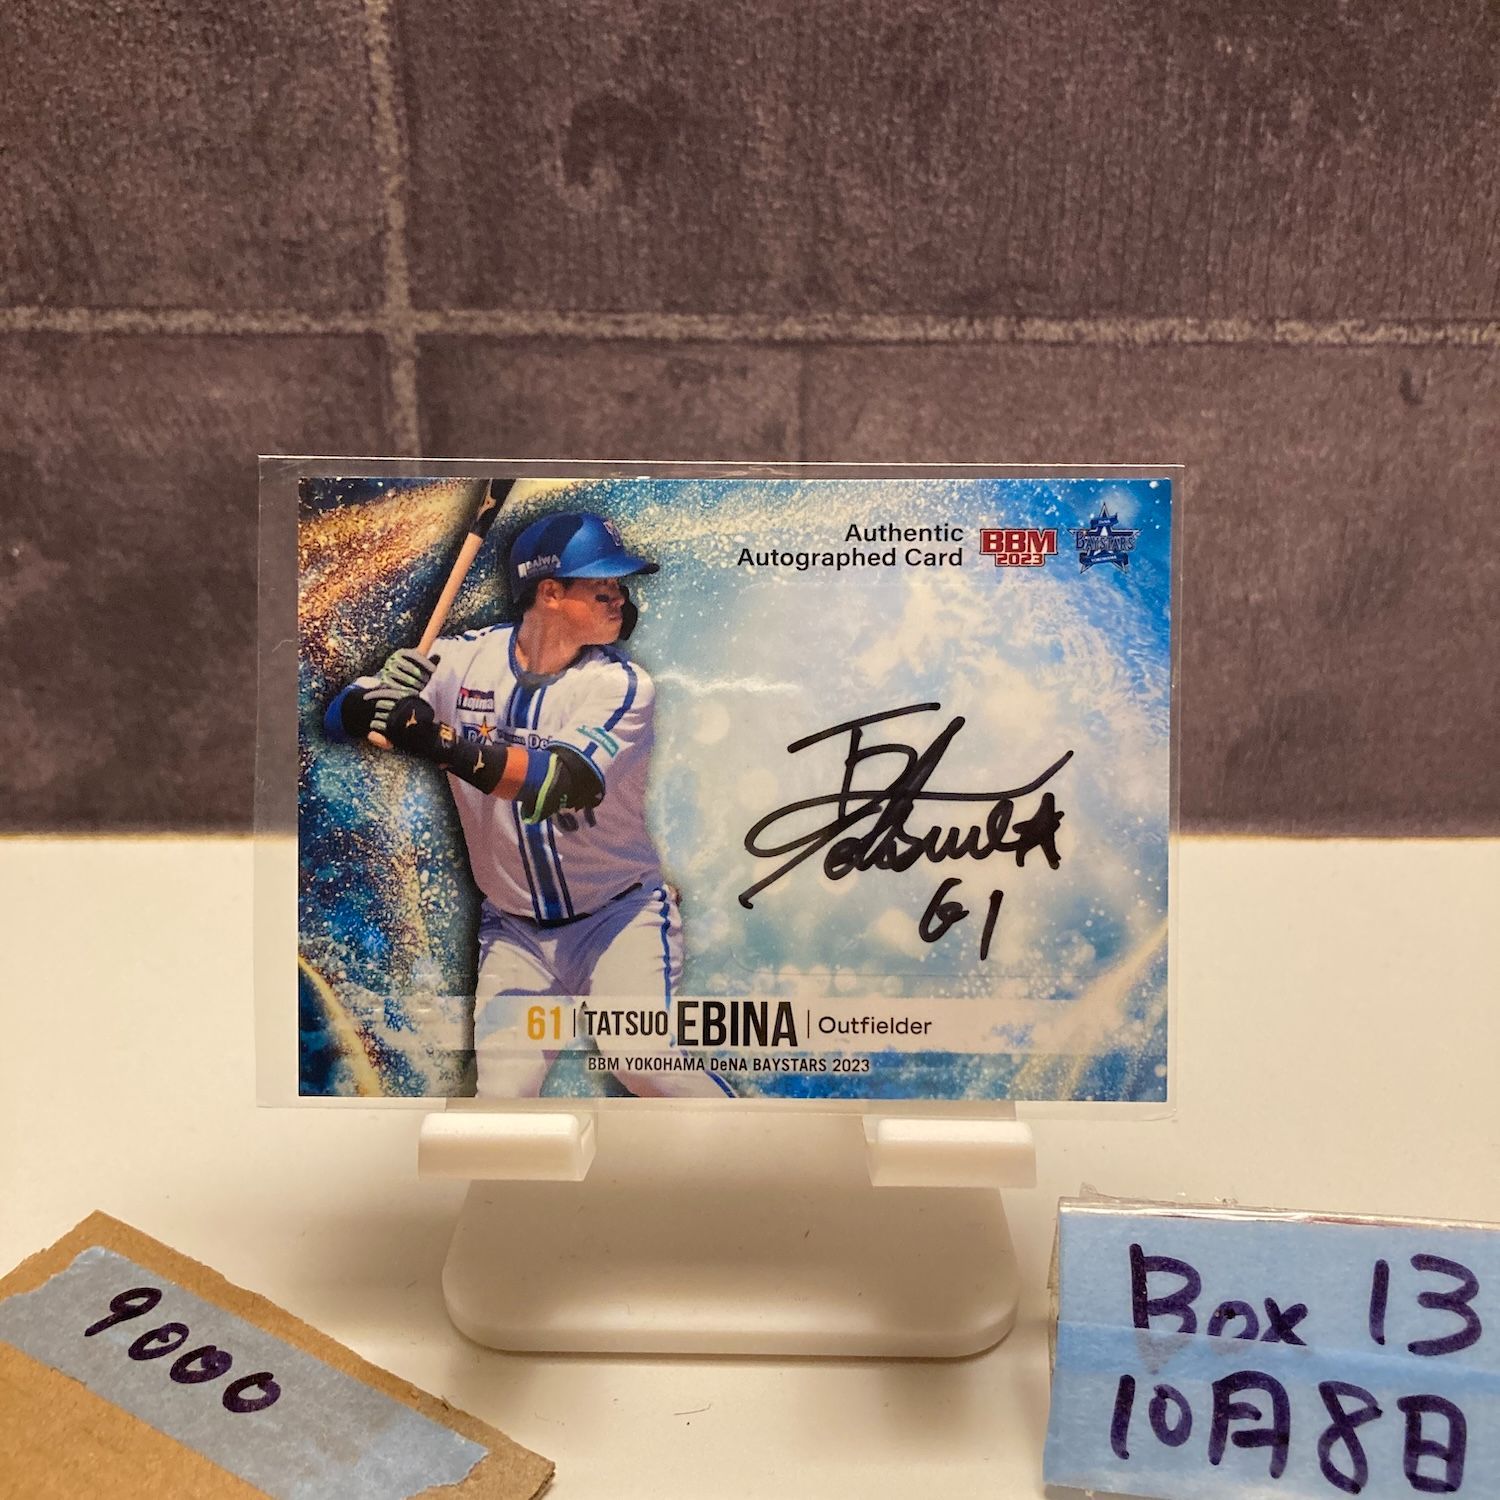 Authentic
Autographed Card
BBM
2023
BAYSTARS
Tatsuo☆
61
61 | TATSUO EBINA | Outfielder
BBM YOKOHAMA DeNA BAYSTARS 2023
9000
Box 13
10月8日